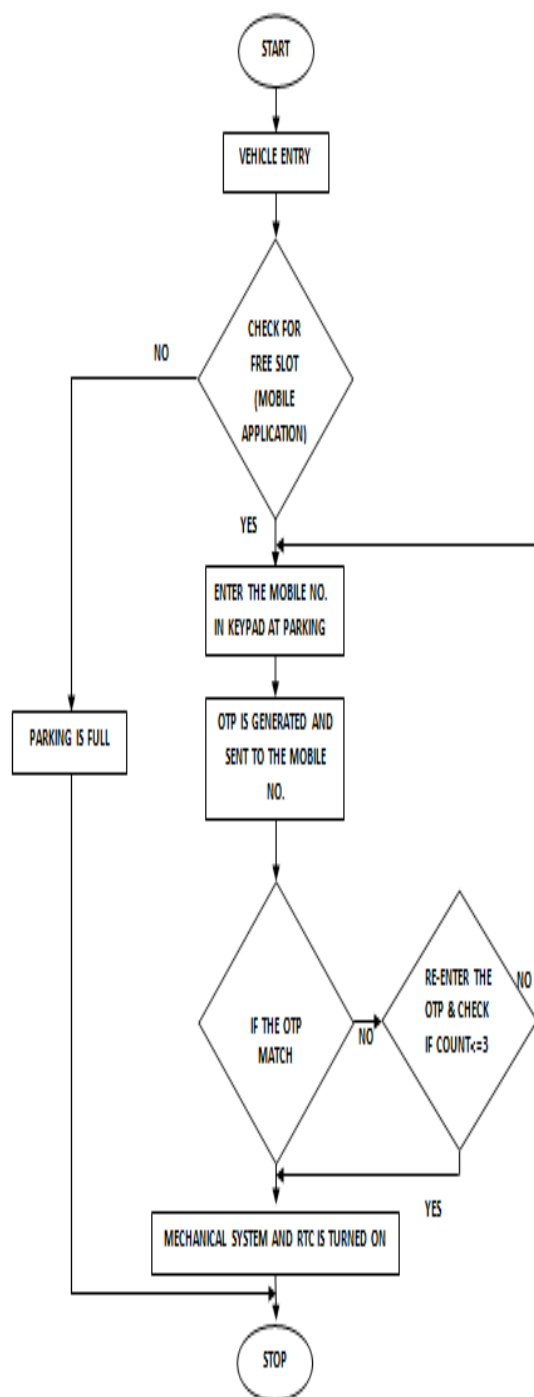 START
VEHICLE ENTRY
CHECK FOR
FREE SLOT
(MOBILE
APPLICATION)
NO
YES
ENTER THE MOBILE NO.
IN KEYPAD AT PARKING
OTP IS GENERATED AND
SENT TO THE MOBILE
NO.
PARKING IS FULL
IF THE OTP
MATCH
NO
RE-ENTER THE
OTP & CHECK
IF COUNT<=3
NO
YES
MECHANICAL SYSTEM AND RTC IS TURNED ON
STOP